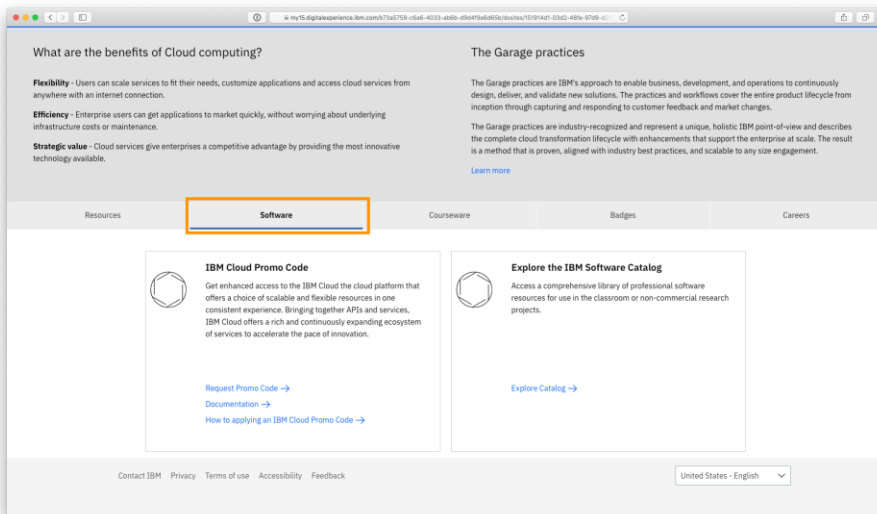 my15.digitalexperience.ibm.com/b73a5759-c6a6-4033-ab6b-d9d4f9a6d65b/dxsites/151914d1-03d2-48fe-97d9-d2
What are the benefits of Cloud computing?
Flexibility - Users can scale services to fit their needs, customize applications and access cloud services from
anywhere with an internet connection.
Efficiency - Enterprise users can get applications to market quickly, without worrying about underlying
infrastructure costs or maintenance.
Strategic value - Cloud services give enterprises a competitive advantage by providing the most innovative
technology available.
The Garage practices
The Garage practices are IBM's approach to enable business, development, and operations to continuously
design, deliver, and validate new solutions. The practices and workflows cover the entire product lifecycle from
inception through capturing and responding to customer feedback and market changes.
The Garage practices are industry-recognized and represent a unique, holistic IBM point-of-view and describes
the complete cloud transformation lifecycle with enhancements that support the enterprise at scale. The result
is a method that is proven, aligned with industry best practices, and scalable to any size engagement.
Learn more
Resources
Software
Courseware
Badges
Careers
IBM Cloud Promo Code
Get enhanced access to the IBM Cloud the cloud platform that
offers a choice of scalable and flexible resources in one
consistent experience. Bringing together APIs and services,
IBM Cloud offers a rich and continuously expanding ecosystem
of services to accelerate the pace of innovation.
Request Promo Code →
Documentation →
How to applying an IBM Cloud Promo Code →
Explore the IBM Software Catalog
Access a comprehensive library of professional software
resources for use in the classroom or non-commercial research
projects.
Explore Catalog →
Contact IBM Privacy Terms of use Accessibility Feedback
United States - English